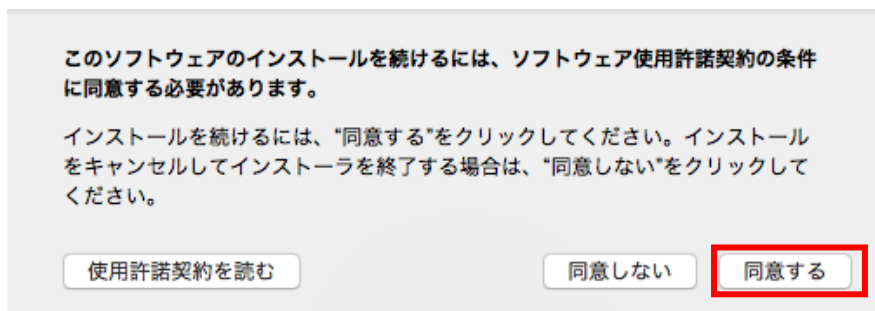 このソフトウェアのインストールを続けるには、ソフトウェア使用許諾契約の条件
に同意する必要があります。
インストールを続けるには、“同意する”をクリックしてください。インストール
をキャンセルしてインストーラを終了する場合は、“同意しない”をクリックして
ください。
使用許諾契約を読む
同意しない
同意する